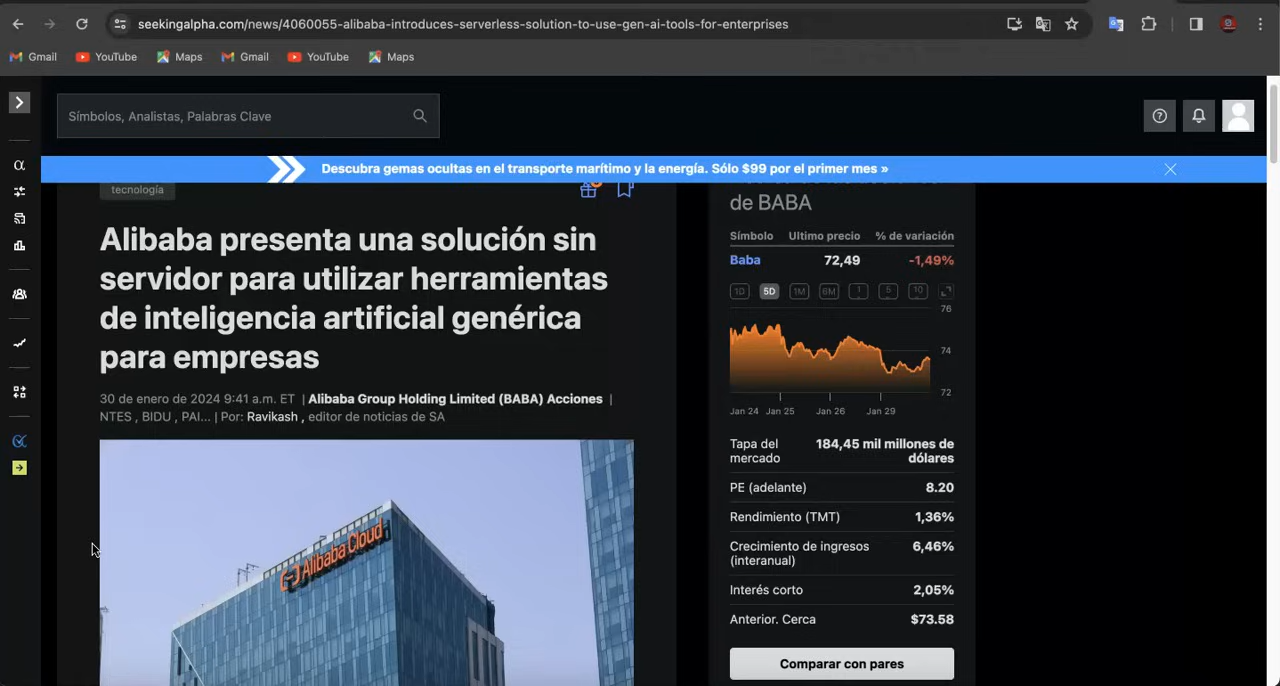 seekingalpha.com/news/4060055-alibaba-introduces-serverless-solution-to-use-gen-ai-tools-for-enterprises
Gmail YouTube Maps Gmail YouTube Maps
Símbolos, Analistas, Palabras Clave
Descubra gemas ocultas en el transporte marítimo y la energía. Sólo $99 por el primer mes »
tecnología
Alibaba presenta una solución sin
servidor para utilizar herramientas
de inteligencia artificial genérica
para empresas
30 de enero de 2024 9:41 a.m. ET | Alibaba Group Holding Limited (BABA) Acciones |
NTES , BIDU , PAI... | Por: Ravikash , editor de noticias de SA
Alibaba Cloud
de BABA
Símbolo Ultimo precio % de variación
Baba 72,49 -1,49%
1D 5D 1M 6M 1 5 10
76
74
72
Jan 24 Jan 25 Jan 26 Jan 29
Tapa del
mercado
184,45 mil millones de
dólares
PE (adelante) 8.20
Rendimiento (TMT) 1,36%
Crecimiento de ingresos
(interanual)
6,46%
Interés corto 2,05%
Anterior. Cerca $73.58
Comparar con pares